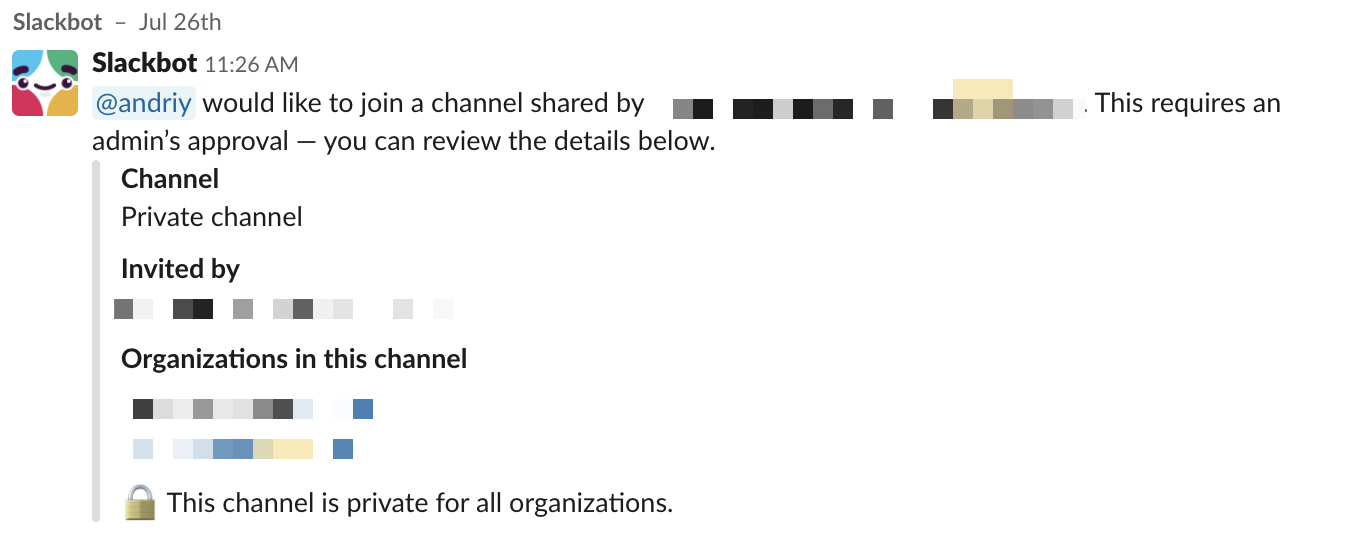 Slackbot – Jul 26th
Slackbot 11:26 AM
@andriy would like to join a channel shared by . This requires an
admin’s approval — you can review the details below.
Channel
Private channel
Invited by
Organizations in this channel
This channel is private for all organizations.